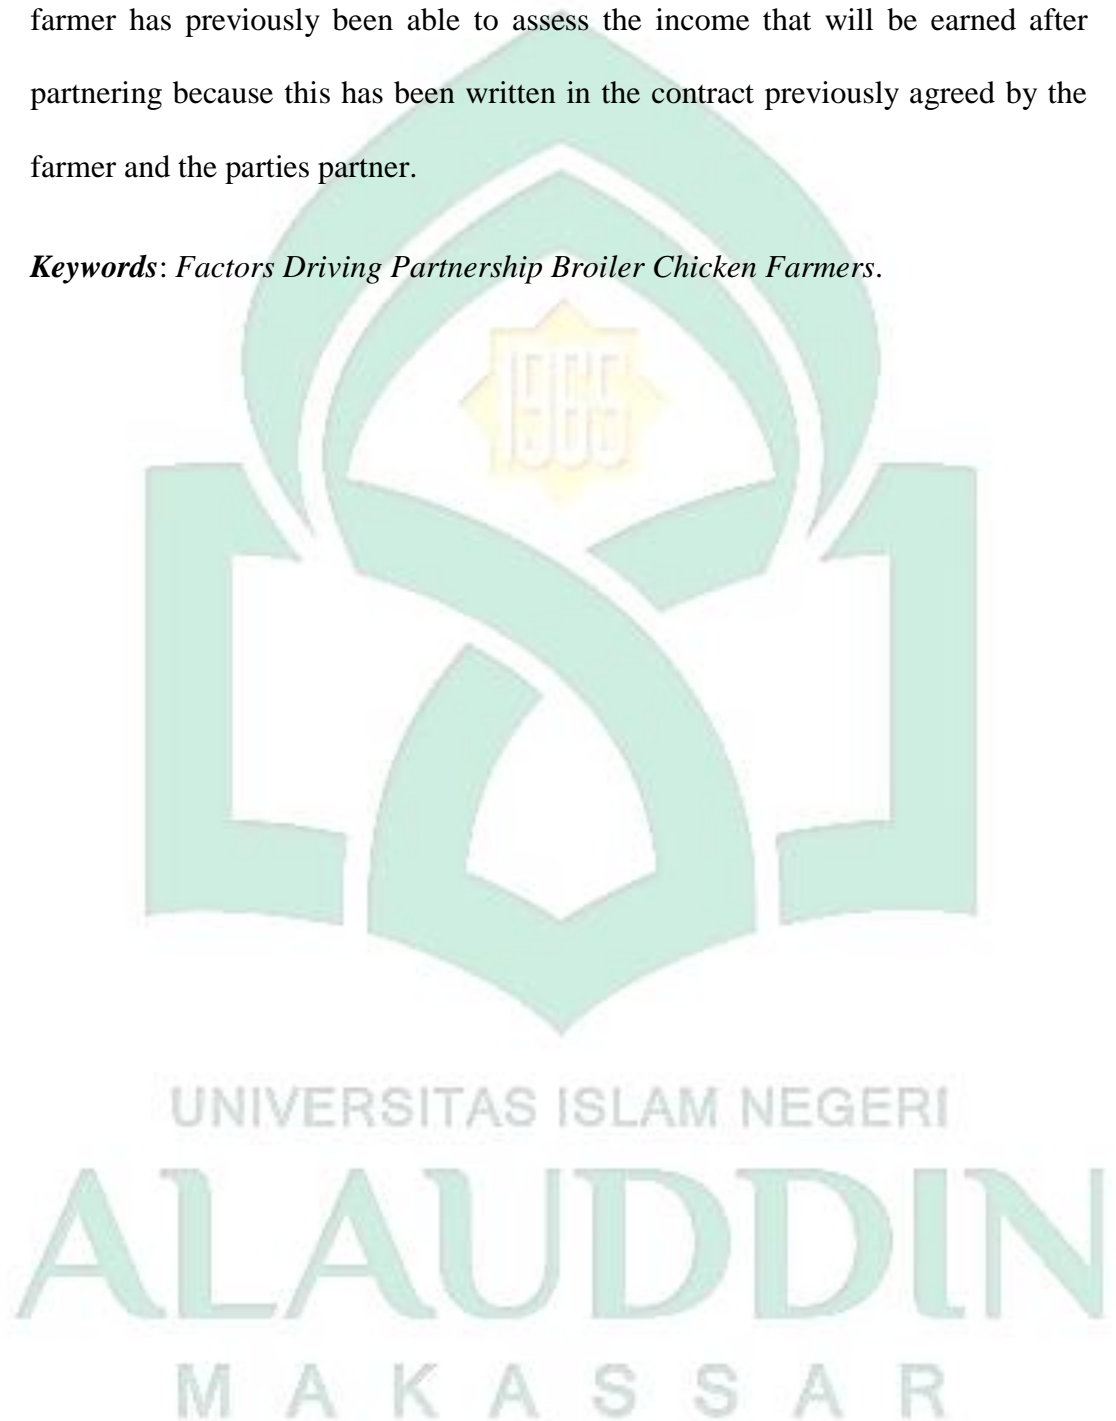 farmer has previously been able to assess the income that will be earned after
partnering because this has been written in the contract previously agreed by the
farmer and the parties partner.
Keywords: Factors Driving Partnership Broiler Chicken Farmers.
1965
UNIVERSITAS ISLAM NEGERI
ALAUDDIN
MAKASSAR